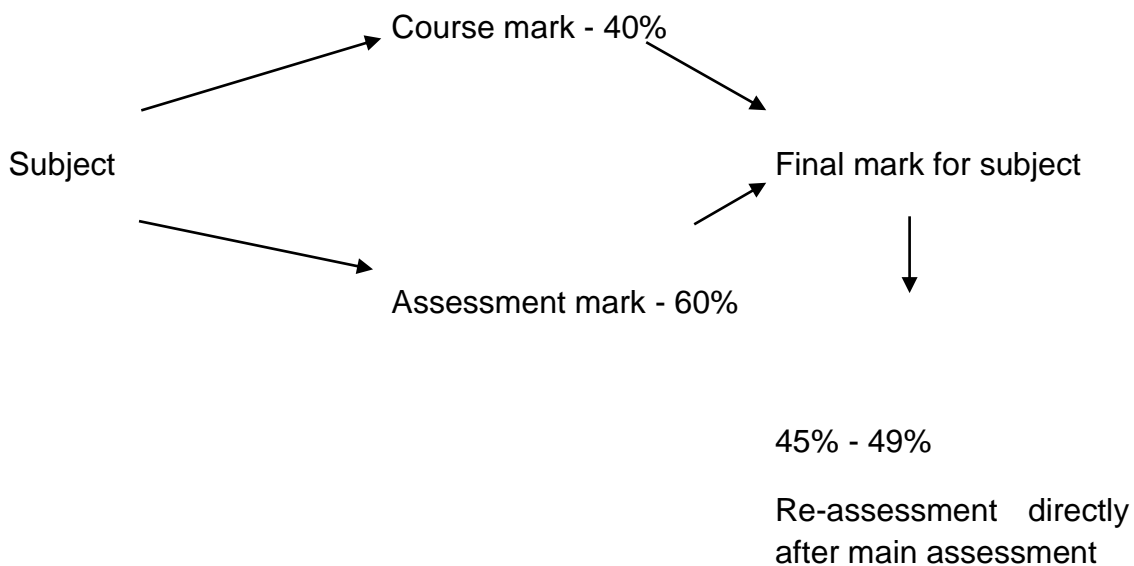 Course mark - 40%
Subject
Final mark for subject
Assessment mark - 60%
45% - 49%
Re-assessment directly
after main assessment